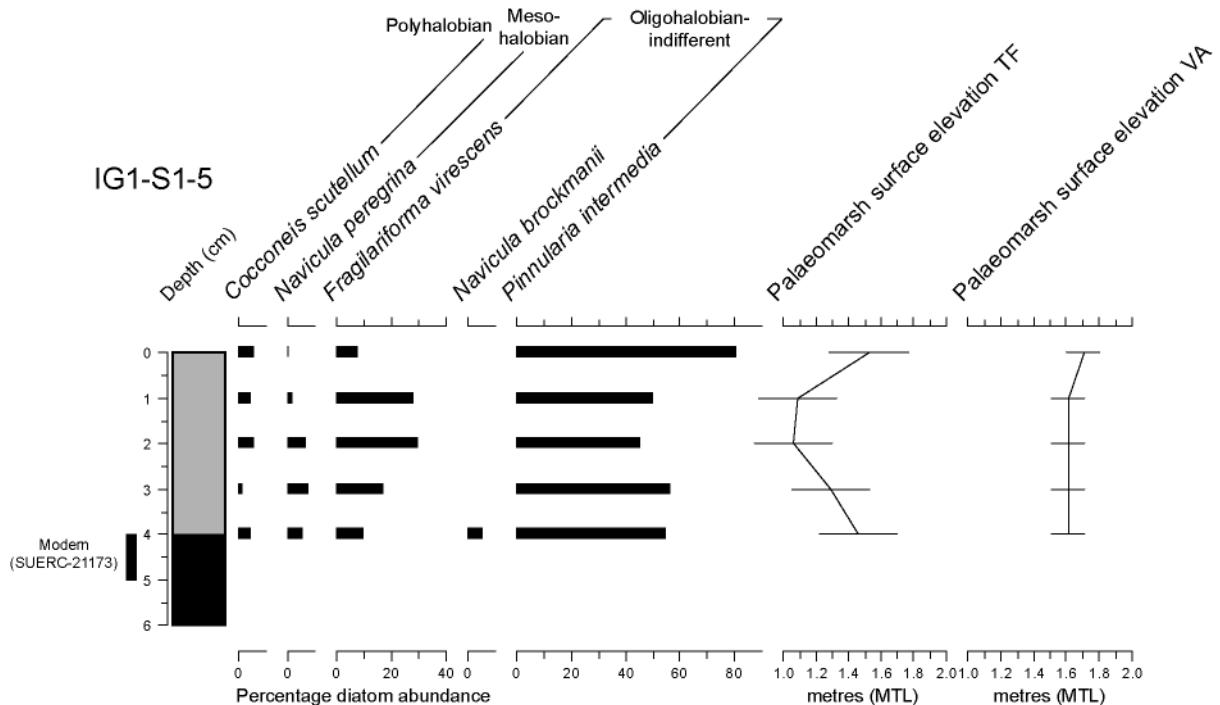 Polyhalobian
Meso-
halobian
Oligohalobian-
indifferent
IG1-S1-5
Depth (cm)
Cocconeis scutellum
Navicula peregrina
Fragilariforma virescens
Navicula brockmanii
Pinnularia intermedia
Palaeomarsh surface elevation TF
Palaeomarsh surface elevation VA
0
1
2
3
4
5
6
Modern
(SUERC-21173)
0 0 0 20 40 0 0 20 40 60 80 1.0 1.2 1.4 1.6 1.8 2.0 1.0 1.2 1.4 1.6 1.8 2.0
Percentage diatom abundance metres (MTL) metres (MTL)